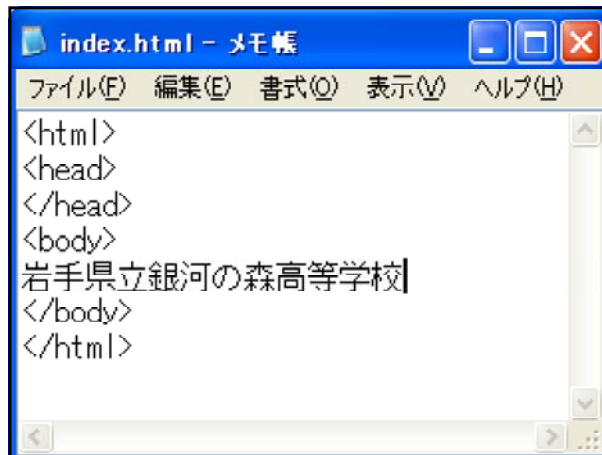 index.html - メモ帳
ファイル(F) 編集(E) 書式(O) 表示(V) ヘルプ(H)
<html>
<head>
</head>
<body>
岩手県立銀河の森高等学校
</body>
</html>